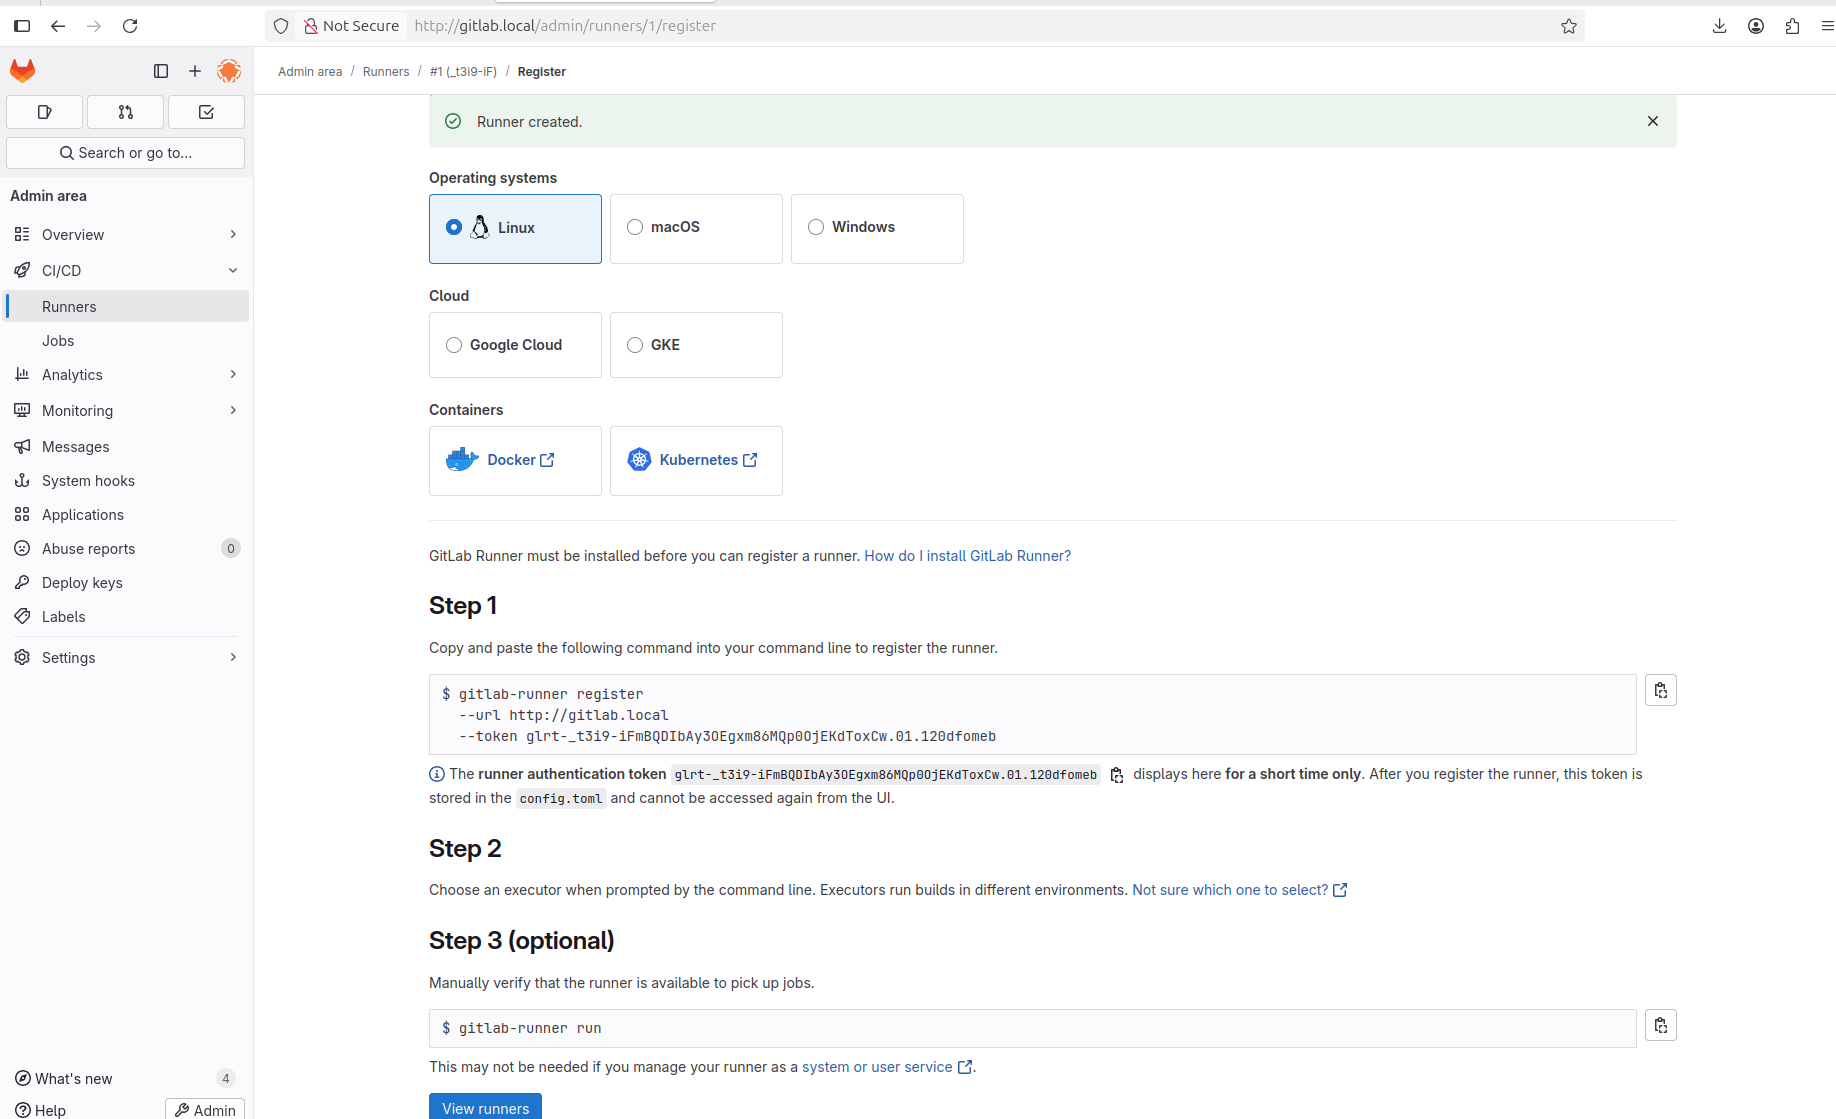 Not Secure http://gitlab.local/admin/runners/1/register
Admin area / Runners / #1 (_t3i9-iF) / Register
Search or go to...
Admin area
Overview
CI/CD
Runners
Jobs
Analytics
Monitoring
Messages
System hooks
Applications
Abuse reports 0
Deploy keys
Labels
Settings
What's new 4
Help Admin
Runner created.
Operating systems
Linux macOS Windows
Cloud
Google Cloud GKE
Containers
Docker Kubernetes
GitLab Runner must be installed before you can register a runner. How do I install GitLab Runner?
Step 1
Copy and paste the following command into your command line to register the runner.
$ gitlab-runner register
--url http://gitlab.local
--token glrt-_t3i9-iFmBQDIbAy3OEgxm86MQp0OjEKdToxCw.01.120dfomeb
The runner authentication token glrt-_t3i9-iFmBQDIbAy3OEgxm86MQp0OjEKdToxCw.01.120dfomeb displays here for a short time only. After you register the runner, this token is
stored in the config.toml and cannot be accessed again from the UI.
Step 2
Choose an executor when prompted by the command line. Executors run builds in different environments. Not sure which one to select?
Step 3 (optional)
Manually verify that the runner is available to pick up jobs.
$ gitlab-runner run
This may not be needed if you manage your runner as a system or user service.
View runners